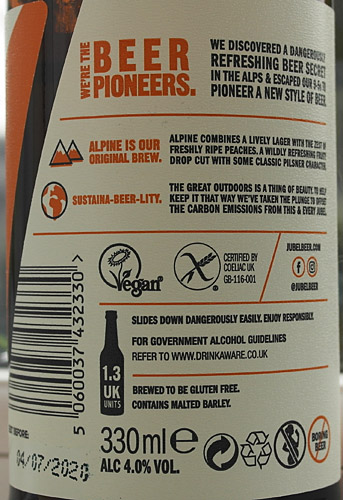 WE'RE THE
BEER
PIONEERS.
WE DISCOVERED A DANGEROUSLY
REFRESHING BEER SECRET
IN THE ALPS & ESCAPED OUR 9-5s TO
PIONEER A NEW STYLE OF BEER.
ALPINE IS OUR
ORIGINAL BREW.
ALPINE COMBINES A LIVELY LAGER WITH THE ZEST OF
FRESHLY RIPE PEACHES. A WILDLY REFRESHING FRUITY
DROP CUT WITH SOME CLASSIC PILSNER CHARACTER.
SUSTAINA-BEER-LITY.
THE GREAT OUTDOORS IS A THING OF BEAUTY. TO HELP
KEEP IT THAT WAY WE'VE TAKEN THE PLUNGE TO OFFSET
THE CARBON EMISSIONS FROM THIS & EVERY JUBEL.
Vegan
CERTIFIED BY
COELIAC UK
GB-116-001
JUBELBEER.COM
@JUBELBEER
SLIDES DOWN DANGEROUSLY EASILY. ENJOY RESPONSIBLY.
FOR GOVERNMENT ALCOHOL GUIDELINES
REFER TO WWW.DRINKAWARE.CO.UK
1.3
UK
UNITS
BREWED TO BE GLUTEN FREE.
CONTAINS MALTED BARLEY.
330ml e
ALC 4.0% VOL.
BORING
BEER
5 060037 432330 >
BEFORE:
04/07/2020